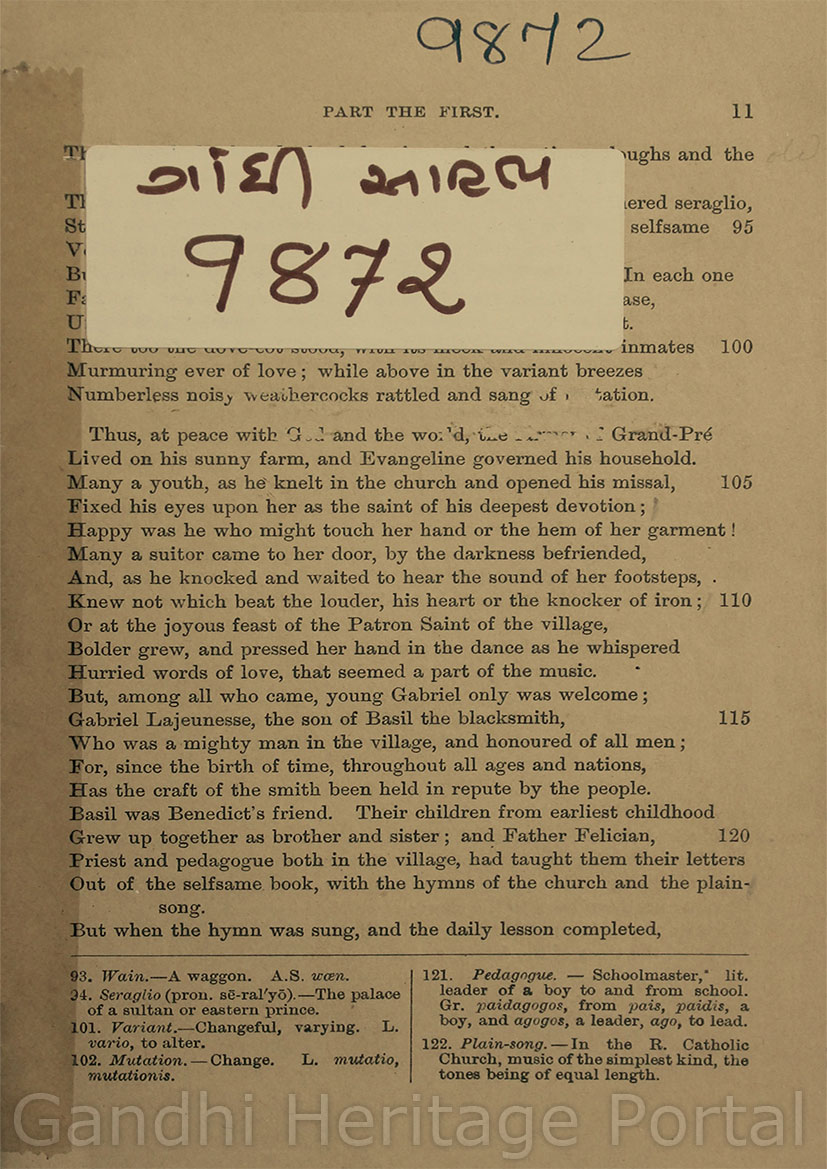 9872
PART THE FIRST. 11
ughs and the
ગાંધી સાહિત્ય
૧૯૭૨
ered seraglio,
selfsame 95
In each one
ase,
inmates 100
Murmuring ever of love; while above in the variant breezes
Numberless noisy weathercocks rattled and sang of
Thus, at peace with and the world, the Grand-Pré
Lived on his sunny farm, and Evangeline governed his household.
Many a youth, as he knelt in the church and opened his missal, 105
Fixed his eyes upon her as the saint of his deepest devotion;
Happy was he who might touch her hand or the hem of her garment!
Many a suitor came to her door, by the darkness befriended,
And, as he knocked and waited to hear the sound of her footsteps,
Knew not which beat the louder, his heart or the knocker of iron; 110
Or at the joyous feast of the Patron Saint of the village,
Bolder grew, and pressed her hand in the dance as he whispered
Hurried words of love, that seemed a part of the music.
But, among all who came, young Gabriel only was welcome;
Gabriel Lajeunesse, the son of Basil the blacksmith, 115
Who was a mighty man in the village, and honoured of all men;
For, since the birth of time, throughout all ages and nations,
Has the craft of the smith been held in repute by the people.
Basil was Benedict's friend. Their children from earliest childhood
Grew up together as brother and sister; and Father Felician, 120
Priest and pedagogue both in the village, had taught them their letters
Out of the selfsame book, with the hymns of the church and the plain-
song.
But when the hymn was sung, and the daily lesson completed,
93. Wain.—A waggon. A.S. wæn.
94. Seraglio (pron. sē-ral'yō).—The palace
of a sultan or eastern prince.
101. Variant.—Changeful, varying. L.
vario, to alter.
102. Mutation.—Change. L. mutatio,
mutationis.
121. Pedagogue. — Schoolmaster, lit.
leader of a boy to and from school.
Gr. paidagogos, from pais, paidis, a
boy, and agogos, a leader, ago, to lead.
122. Plain-song.—In the R. Catholic
Church, music of the simplest kind, the
tones being of equal length.
Gandhi Heritage Portal